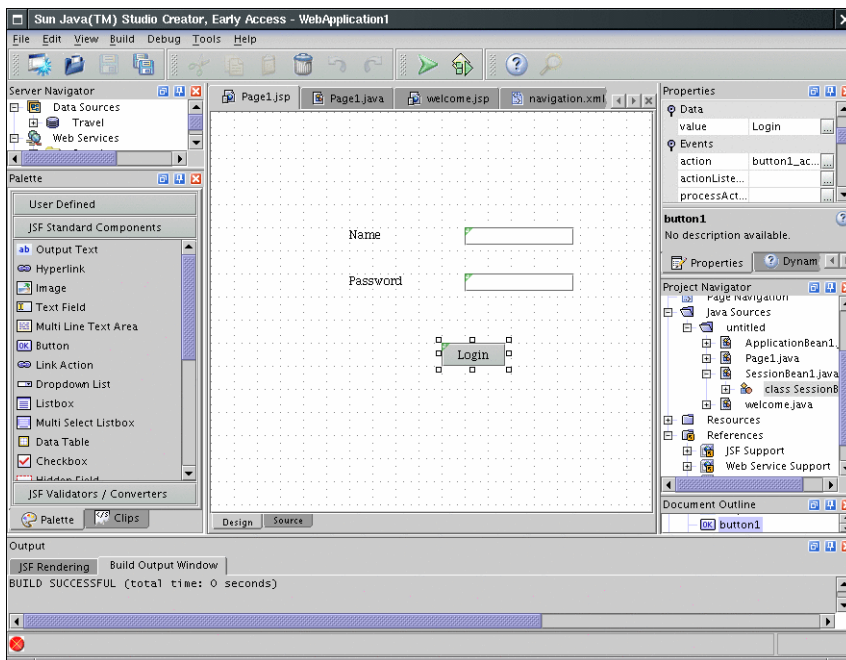 Sun Java(TM) Studio Creator, Early Access - WebApplication1
File Edit View Build Debug Tools Help
Server Navigator
Data Sources
Travel
Web Services
Palette
User Defined
JSF Standard Components
Output Text
Hyperlink
Image
Text Field
Multi Line Text Area
Button
Link Action
Dropdown List
Listbox
Multi Select Listbox
Data Table
Checkbox
Hidden Field
JSF Validators / Converters
Palette Clips
Page1.jsp Page1.java welcome.jsp navigation.xml
Name
Password
Login
Design Source
Properties
Data
value Login ...
Events
action button1_ac... ...
actionListe... ...
processAct... ...
button1
No description available.
Properties Dynam
Project Navigator
Page Navigation
Java Sources
untitled
ApplicationBean1.
Page1.java
SessionBean1.java
class SessionB
welcome.java
Resources
References
JSF Support
Web Service Support
Document Outline
OK button1
Output
JSF Rendering Build Output Window
BUILD SUCCESSFUL (total time: 0 seconds)